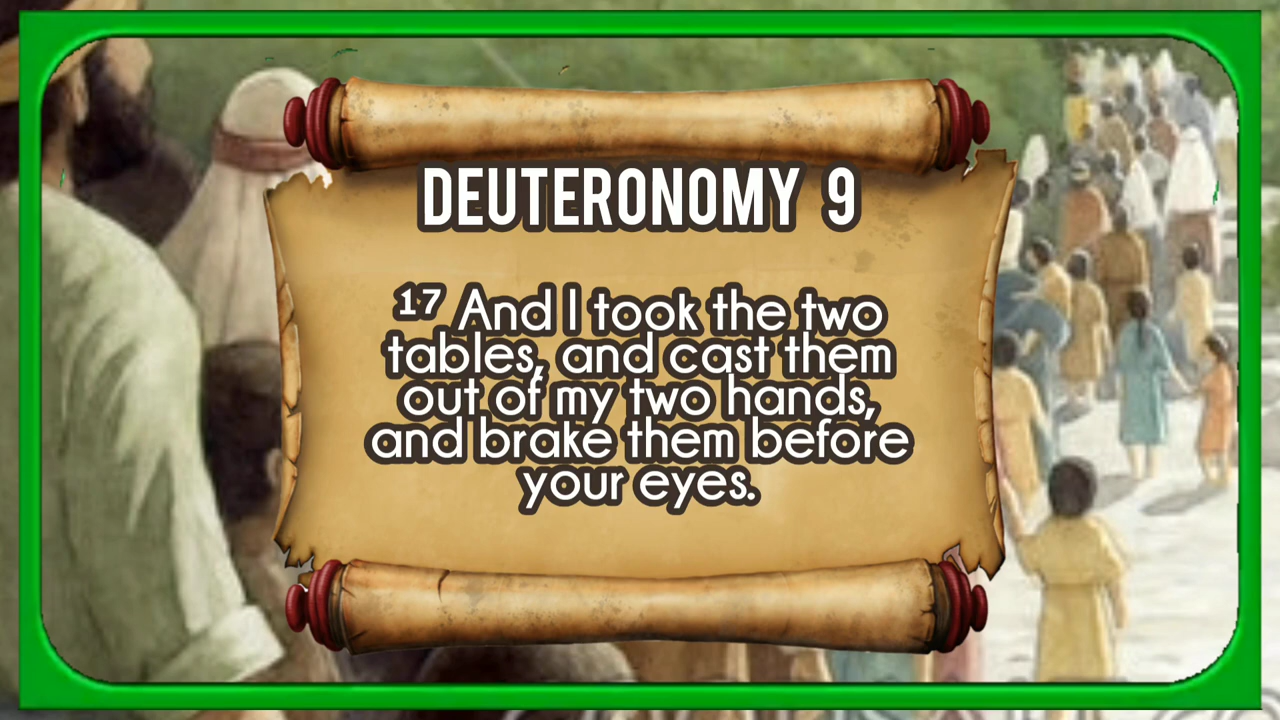 DEUTERONOMY 9
¹⁷ And I took the two
tables, and cast them
out of my two hands,
and brake them before
your eyes.